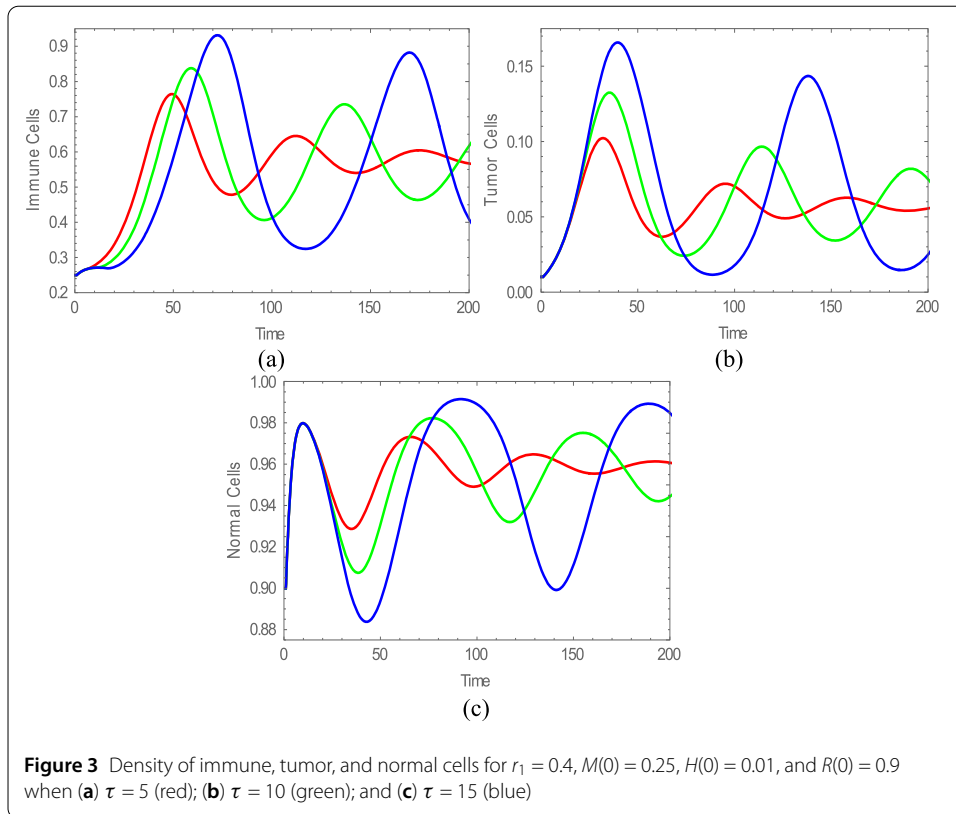 0.9
0.8
0.7
0.6
0.5
0.4
0.3
0.2
Immune Cells
0 50 100 150 200
Time
(a)
0.15
0.10
0.05
0.00
Tumor Cells
0 50 100 150 200
Time
(b)
1.00
0.98
0.96
0.94
0.92
0.90
0.88
Normal Cells
0 50 100 150 200
Time
(c)
Figure 3 Density of immune, tumor, and normal cells for r₁ = 0.4, M(0) = 0.25, H(0) = 0.01, and R(0) = 0.9
when (a) τ = 5 (red); (b) τ = 10 (green); and (c) τ = 15 (blue)